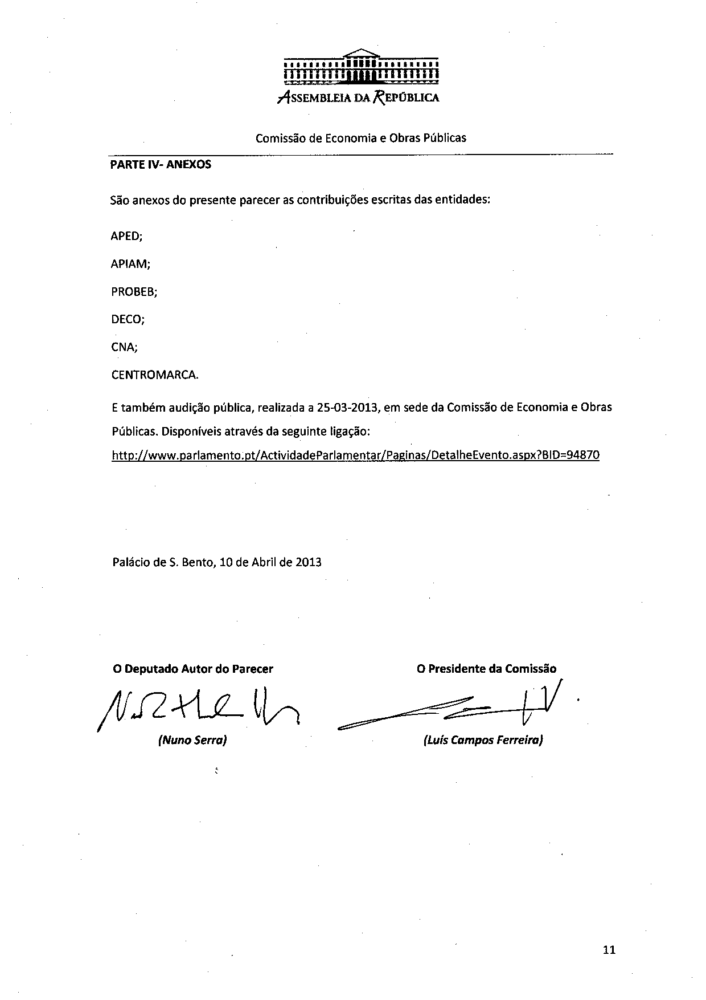 ASSEMBLEIA DA REPÚBLICA
Comissão de Economia e Obras Públicas
PARTE IV- ANEXOS
São anexos do presente parecer as contribuições escritas das entidades:
APED;
APIAM;
PROBEB;
DECO;
CNA;
CENTROMARCA.
E também audição pública, realizada a 25-03-2013, em sede da Comissão de Economia e Obras
Públicas. Disponíveis através da seguinte ligação:
http://www.parlamento.pt/ActividadeParlamentar/Paginas/DetalheEvento.aspx?BID=94870
Palácio de S. Bento, 10 de Abril de 2013
O Deputado Autor do Parecer O Presidente da Comissão
(Nuno Serra) (Luís Campos Ferreira)
11